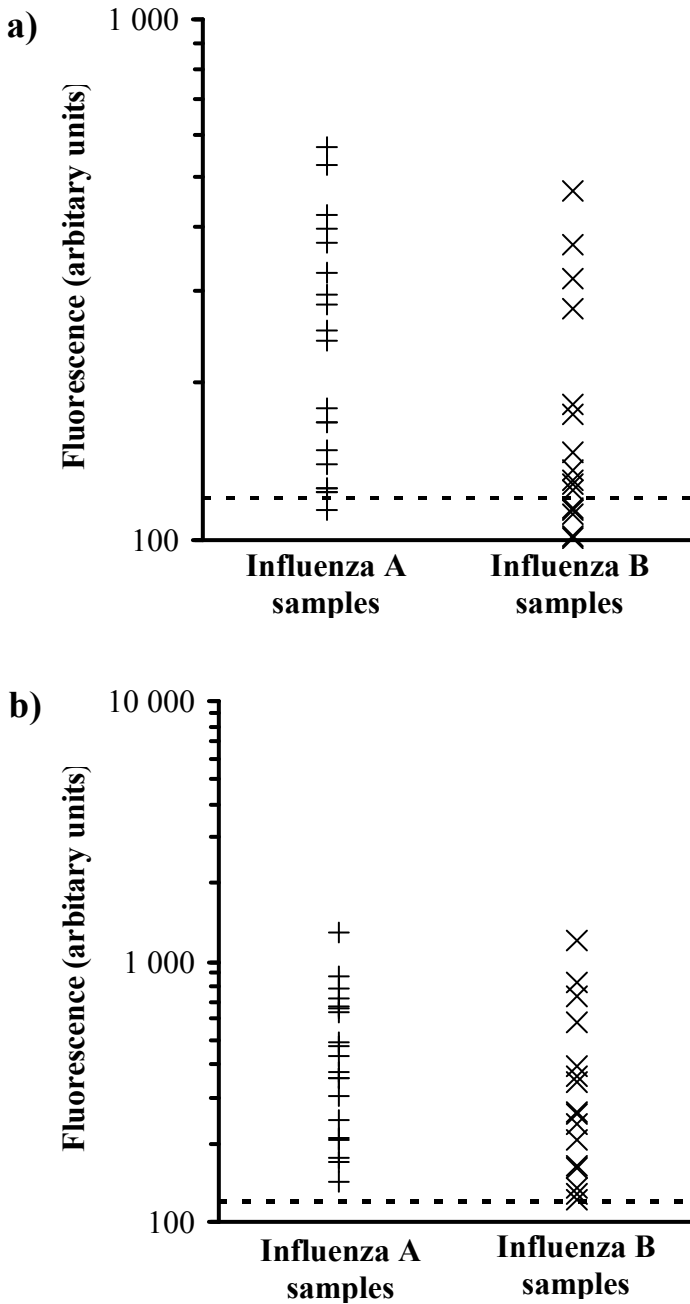 a)
1 000
Fluorescence (arbitary units)
200
100
Influenza A
samples
Influenza B
samples
b)
10 000
Fluorescence (arbitary units)
1 000
100
Influenza A
samples
Influenza B
samples